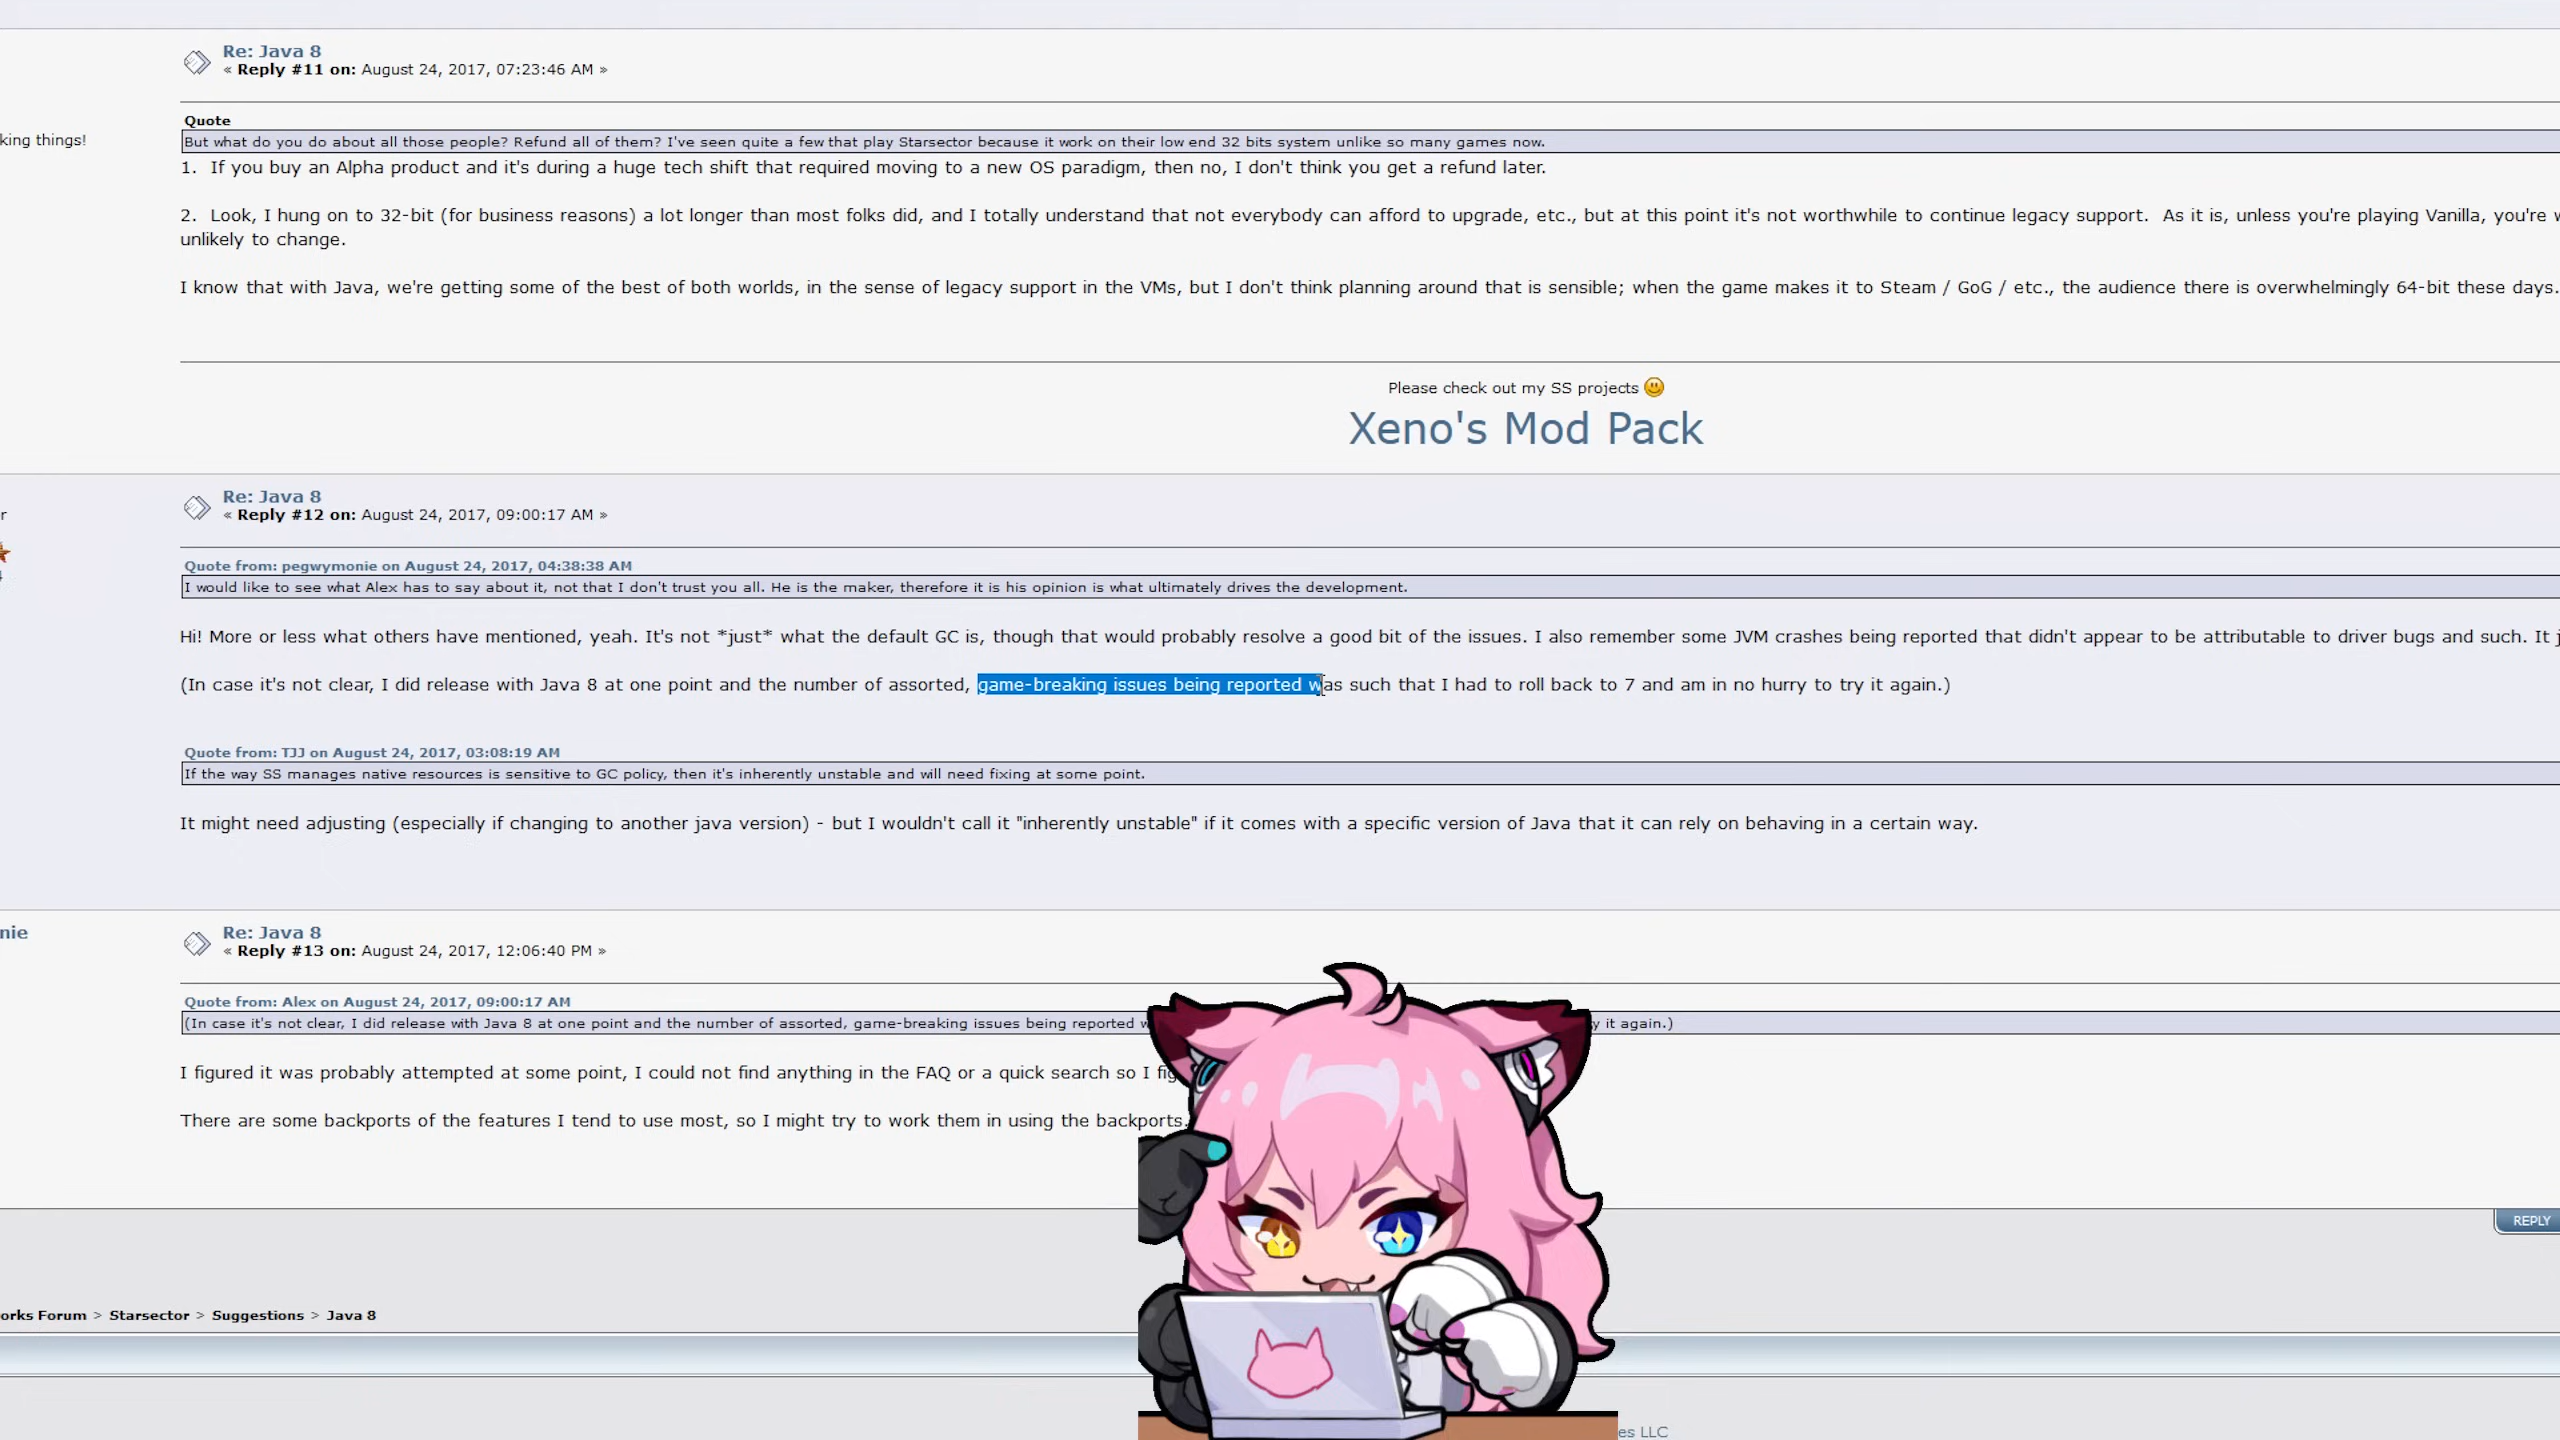 Re: Java 8
« Reply #11 on: August 24, 2017, 07:23:46 AM »
king things!
Quote
But what do you do about all those people? Refund all of them? I've seen quite a few that play Starsector because it work on their low end 32 bits system unlike so many games now.
1. If you buy an Alpha product and it's during a huge tech shift that required moving to a new OS paradigm, then no, I don't think you get a refund later.
2. Look, I hung on to 32-bit (for business reasons) a lot longer than most folks did, and I totally understand that not everybody can afford to upgrade, etc., but at this point it's not worthwhile to continue legacy support. As it is, unless you're playing Vanilla, you're
unlikely to change.
I know that with Java, we're getting some of the best of both worlds, in the sense of legacy support in the VMs, but I don't think planning around that is sensible; when the game makes it to Steam / GoG / etc., the audience there is overwhelmingly 64-bit these days.
Please check out my SS projects
Xeno's Mod Pack
Re: Java 8
« Reply #12 on: August 24, 2017, 09:00:17 AM »
r
Quote from: pegwymonie on August 24, 2017, 04:38:38 AM
I would like to see what Alex has to say about it, not that I don't trust you all. He is the maker, therefore it is his opinion is what ultimately drives the development.
Hi! More or less what others have mentioned, yeah. It's not *just* what the default GC is, though that would probably resolve a good bit of the issues. I also remember some JVM crashes being reported that didn't appear to be attributable to driver bugs and such. It
(In case it's not clear, I did release with Java 8 at one point and the number of assorted, game-breaking issues being reported was such that I had to roll back to 7 and am in no hurry to try it again.)
Quote from: TJJ on August 24, 2017, 03:08:19 AM
If the way SS manages native resources is sensitive to GC policy, then it's inherently unstable and will need fixing at some point.
It might need adjusting (especially if changing to another java version) - but I wouldn't call it "inherently unstable" if it comes with a specific version of Java that it can rely on behaving in a certain way.
nie
Re: Java 8
« Reply #13 on: August 24, 2017, 12:06:40 PM »
Quote from: Alex on August 24, 2017, 09:00:17 AM
(In case it's not clear, I did release with Java 8 at one point and the number of assorted, game-breaking issues being reported w y it again.)
I figured it was probably attempted at some point, I could not find anything in the FAQ or a quick search so I fig
There are some backports of the features I tend to use most, so I might try to work them in using the backports.
REPLY
orks Forum > Starsector > Suggestions > Java 8
es LLC